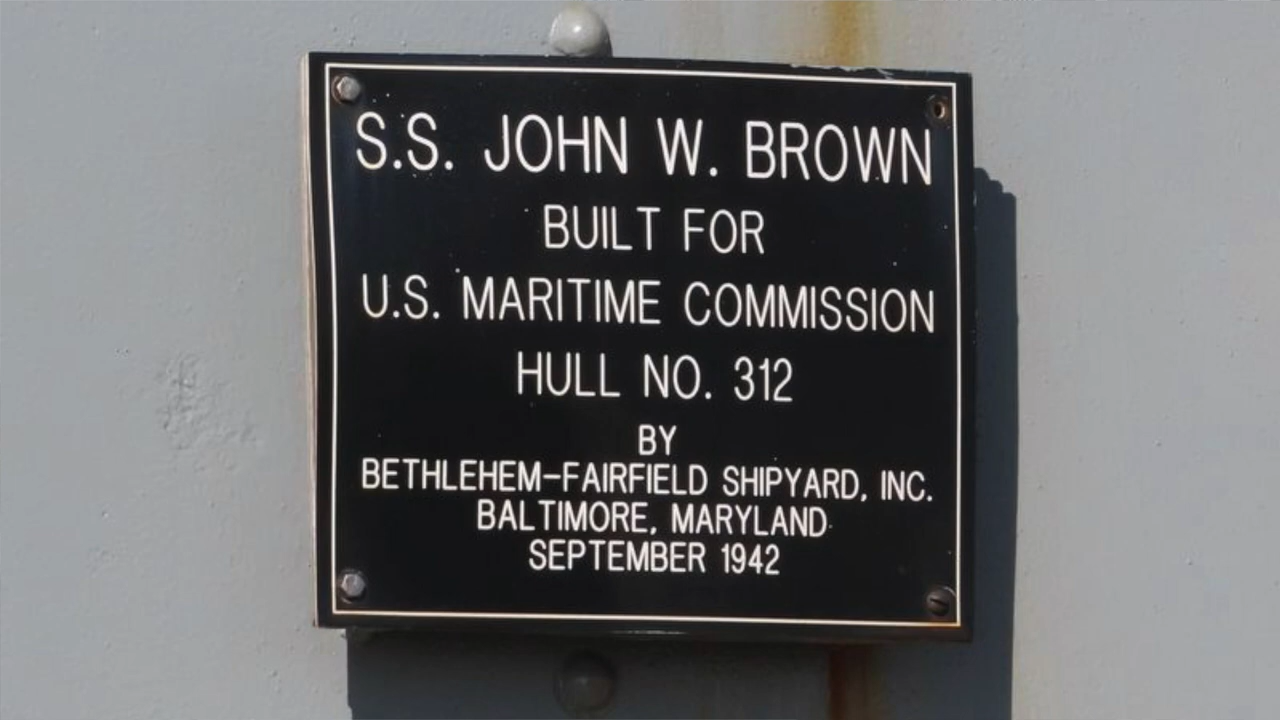 S.S. JOHN W. BROWN
BUILT FOR
U.S. MARITIME COMMISSION
HULL NO. 312
BY
BETHLEHEM-FAIRFIELD SHIPYARD, INC.
BALTIMORE, MARYLAND
SEPTEMBER 1942